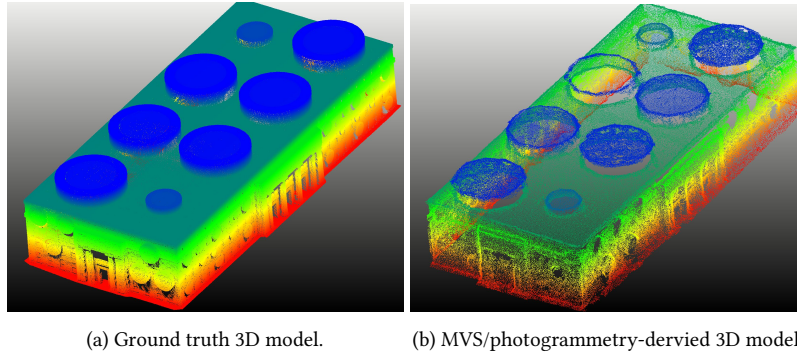 (a) Ground truth 3D model.
(b) MVS/photogrammetry-dervied 3D model